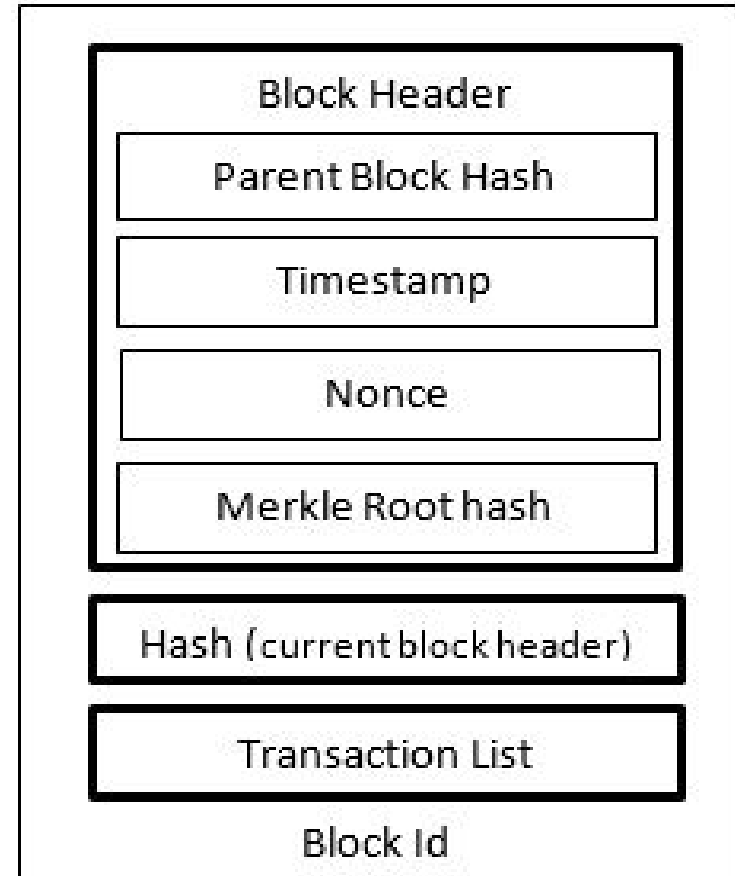 Block Header
Parent Block Hash
Timestamp
Nonce
Merkle Root hash
Hash (current block header)
Transaction List
Block Id